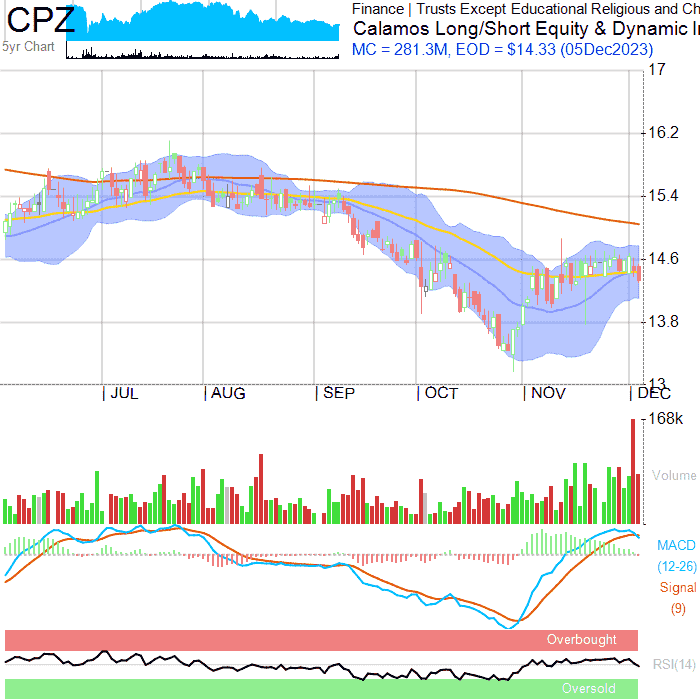 CPZ
5yr Chart
Finance | Trusts Except Educational Religious and Ch
Calamos Long/Short Equity & Dynamic In
MC = 281.3M, EOD = $14.33 (05Dec2023)
17
16.2
15.4
14.6
13.8
13
JUL AUG SEP OCT NOV DEC
168k
Volume
MACD
(12-26)
Signal
(9)
Overbought
RSI(14)
Oversold